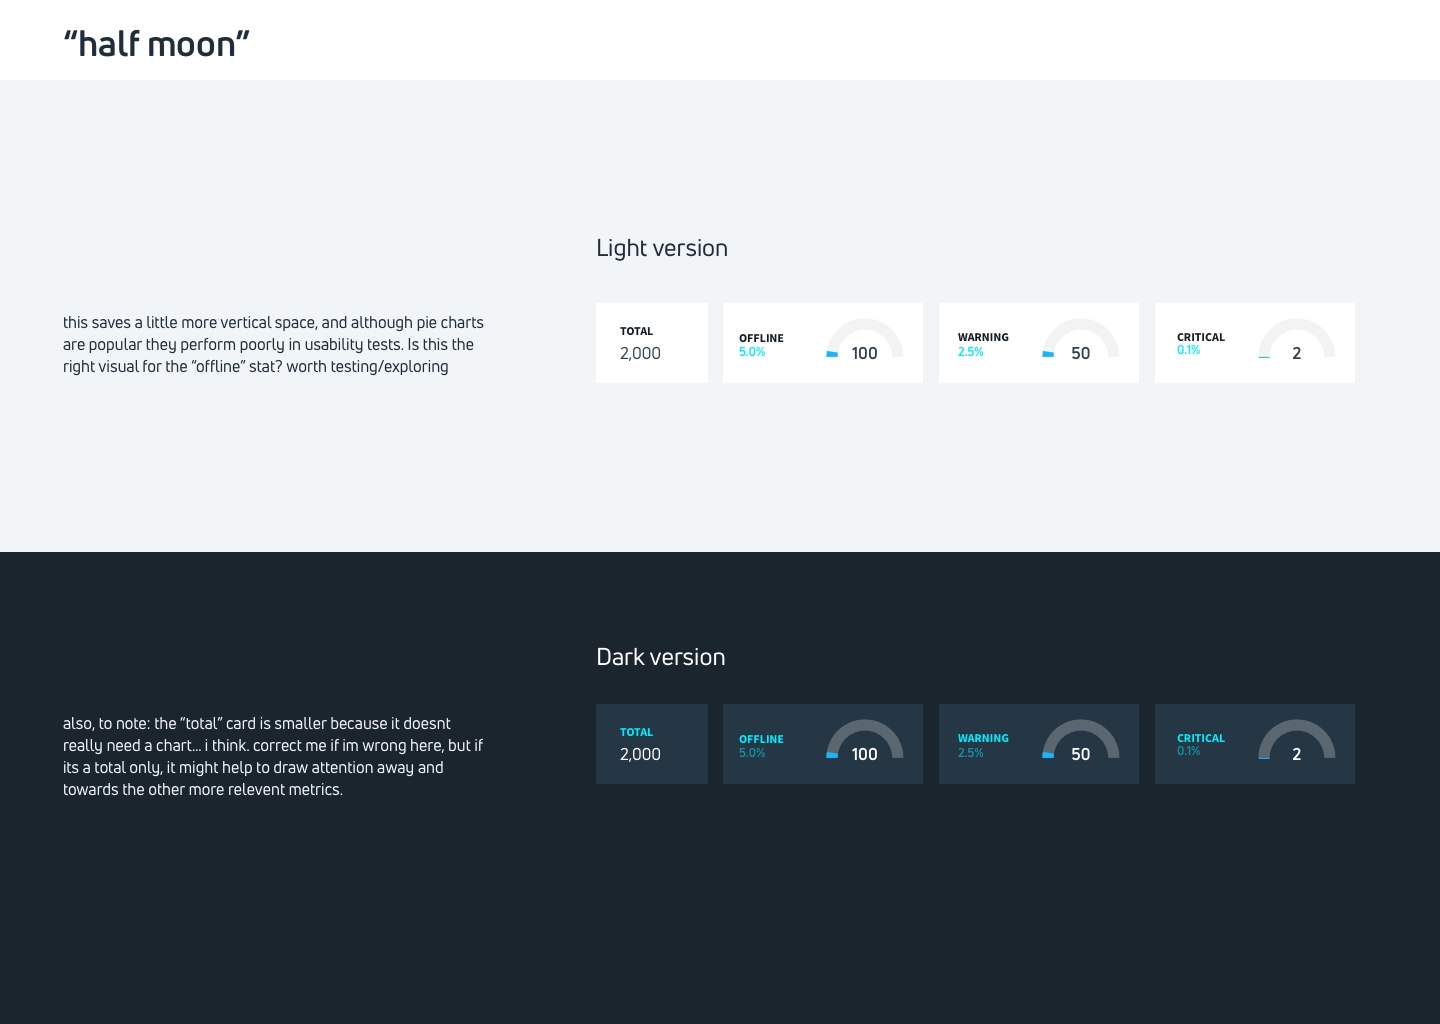 “half moon”
Light version
this saves a little more vertical space, and although pie charts
are popular they perform poorly in usability tests. Is this the
right visual for the “offline” stat? worth testing/exploring
TOTAL
2,000
OFFLINE
5.0%
100
WARNING
2.5%
50
CRITICAL
0.1%
2
Dark version
also, to note: the “total” card is smaller because it doesnt
really need a chart... i think. correct me if im wrong here, but if
its a total only, it might help to draw attention away and
towards the other more relevent metrics.
TOTAL
2,000
OFFLINE
5.0%
100
WARNING
2.5%
50
CRITICAL
0.1%
2